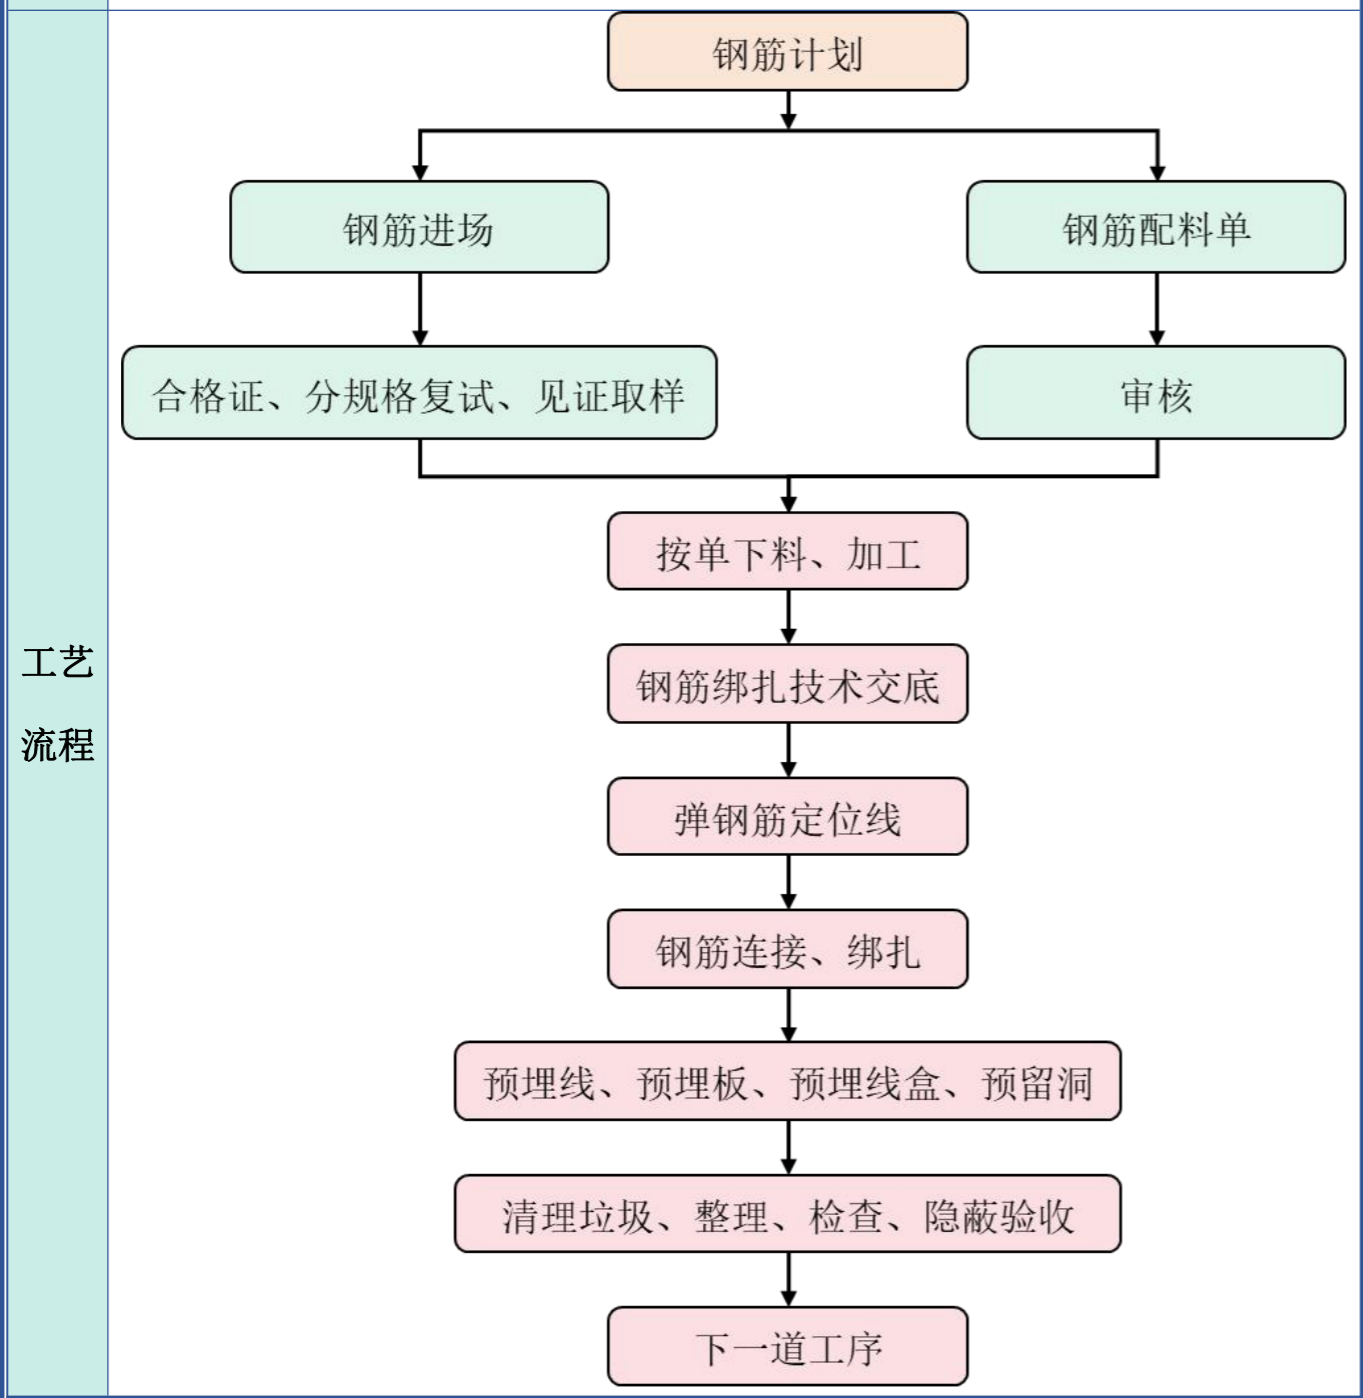 工艺
流程
钢筋计划
钢筋进场
钢筋配料单
合格证、分规格复试、见证取样
审核
按单下料、加工
钢筋绑扎技术交底
弹钢筋定位线
钢筋连接、绑扎
预埋线、预埋板、预埋线盒、预留洞
清理垃圾、整理、检查、隐蔽验收
下一道工序